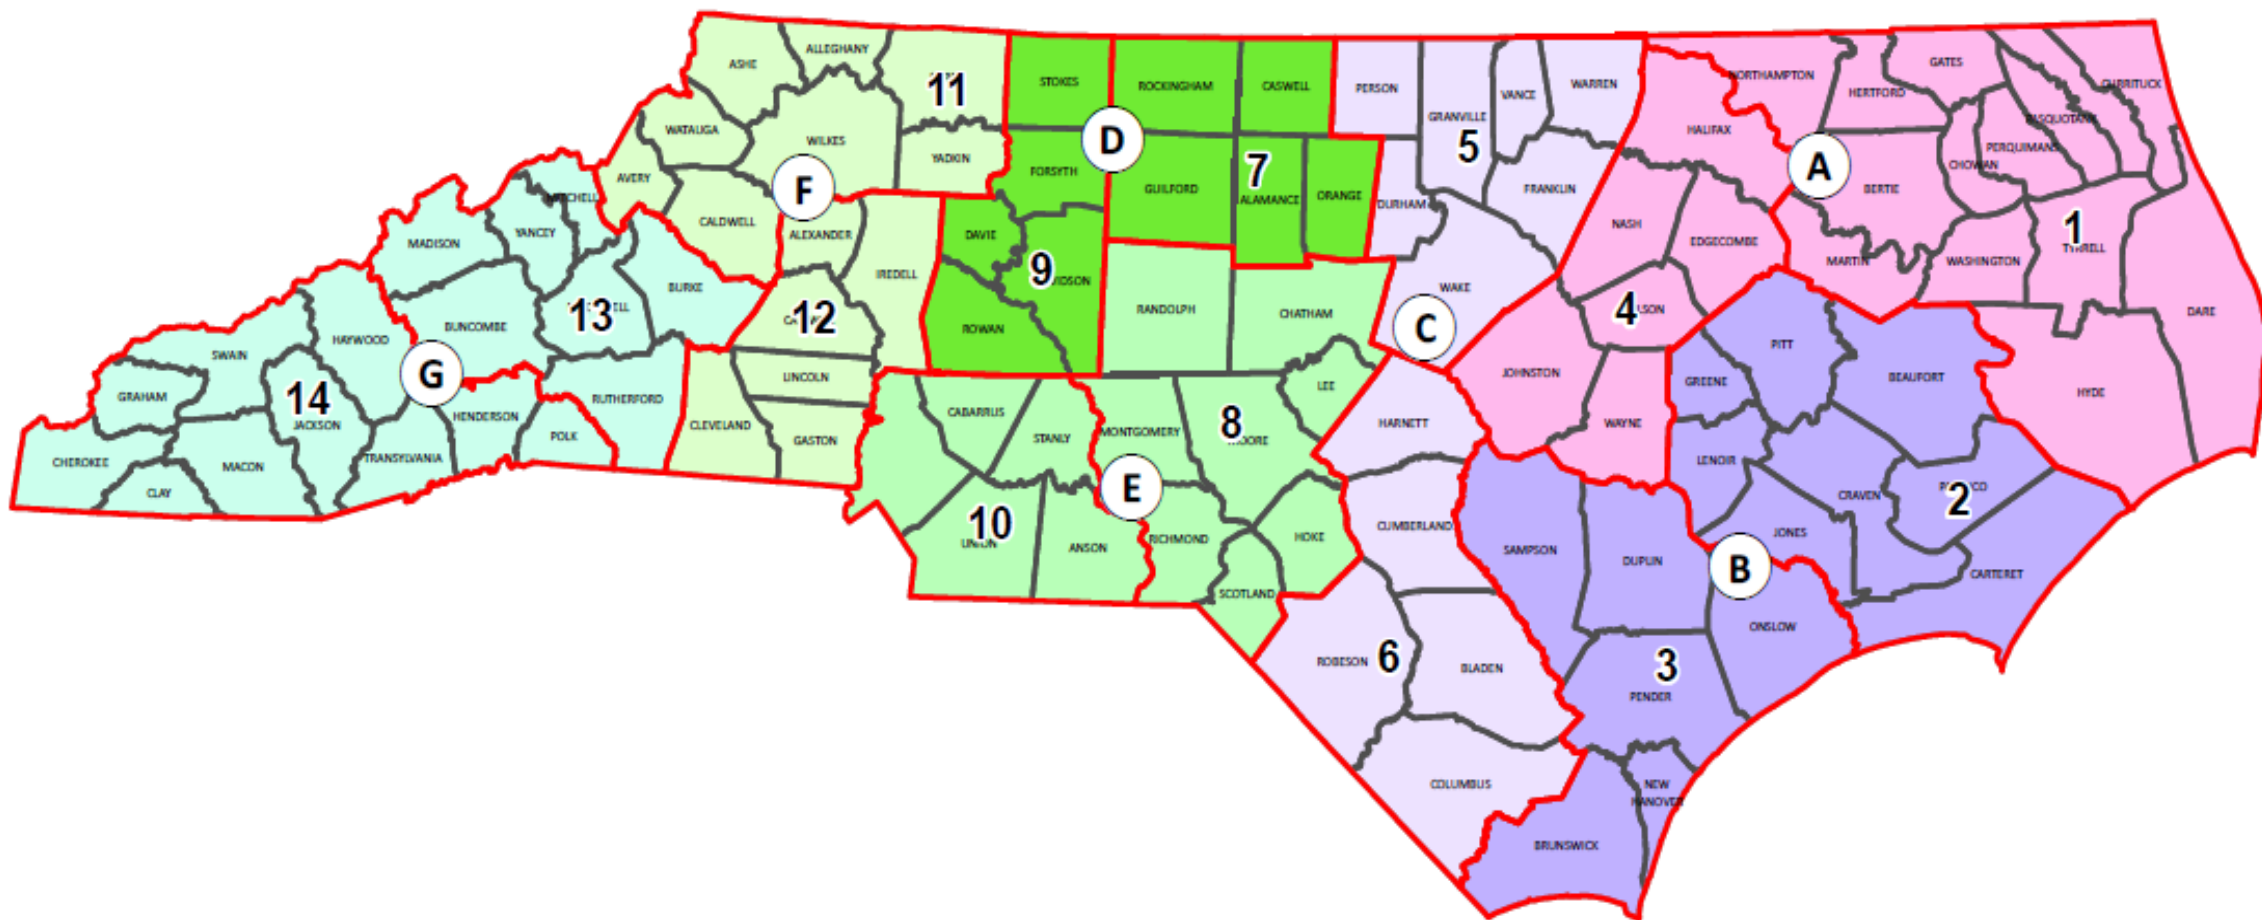 ASHE
ALLEGHANY
11
STOKES
ROCKINGHAM
CASWELL
PERSON
GRANVILLE
VANCE
WARREN
NORTHAMPTON
GATES
HERTFORD
CURRITUCK
PASQUOTANK
WATAUGA
WILKES
YADKIN
D
FORSYTH
GUILFORD
7
ALAMANCE
ORANGE
DURHAM
5
FRANKLIN
HALIFAX
A
BERTIE
CHOWAN
PERQUIMANS
MITCHELL
AVERY
F
CALDWELL
ALEXANDER
IREDELL
DAVIE
9
NASH
EDGECOMBE
MARTIN
WASHINGTON
1
TYRRELL
DARE
MADISON
YANCEY
BURKE
BUNCOMBE
13
12
ROWAN
RANDOLPH
CHATHAM
WAKE
C
4
PITT
BEAUFORT
HYDE
SWAIN
HAYWOOD
G
GRAHAM
14
JACKSON
HENDERSON
RUTHERFORD
LINCOLN
CLEVELAND
GASTON
CABARRUS
STANLY
MONTGOMERY
8
MOORE
LEE
HARNETT
JOHNSTON
WAYNE
GREENE
LENOIR
CHEROKEE
CLAY
MACON
TRANSYLVANIA
POLK
10
UNION
ANSON
E
RICHMOND
HOKE
SCOTLAND
CUMBERLAND
SAMPSON
DUPLIN
B
JONES
CRAVEN
2
CARTERET
ROBESON
6
BLADEN
3
PENDER
ONSLOW
COLUMBUS
NEW
HANOVER
BRUNSWICK